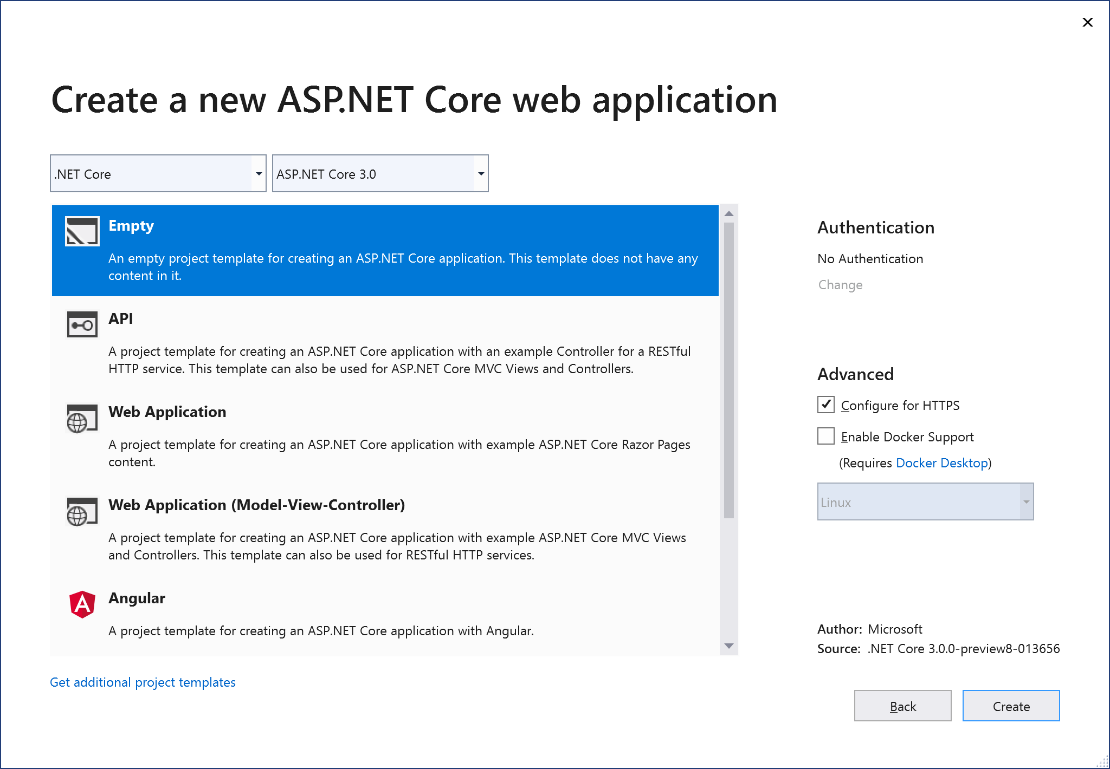 Create a new ASP.NET Core web application
.NET Core
ASP.NET Core 3.0
Empty
An empty project template for creating an ASP.NET Core application. This template does not have any
content in it.
API
A project template for creating an ASP.NET Core application with an example Controller for a RESTful
HTTP service. This template can also be used for ASP.NET Core MVC Views and Controllers.
Web Application
A project template for creating an ASP.NET Core application with example ASP.NET Core Razor Pages
content.
Web Application (Model-View-Controller)
A project template for creating an ASP.NET Core application with example ASP.NET Core MVC Views
and Controllers. This template can also be used for RESTful HTTP services.
Angular
A project template for creating an ASP.NET Core application with Angular.
Get additional project templates
Authentication
No Authentication
Change
Advanced
Configure for HTTPS
Enable Docker Support
(Requires Docker Desktop)
Linux
Author: Microsoft
Source: .NET Core 3.0.0-preview8-013656
Back
Create